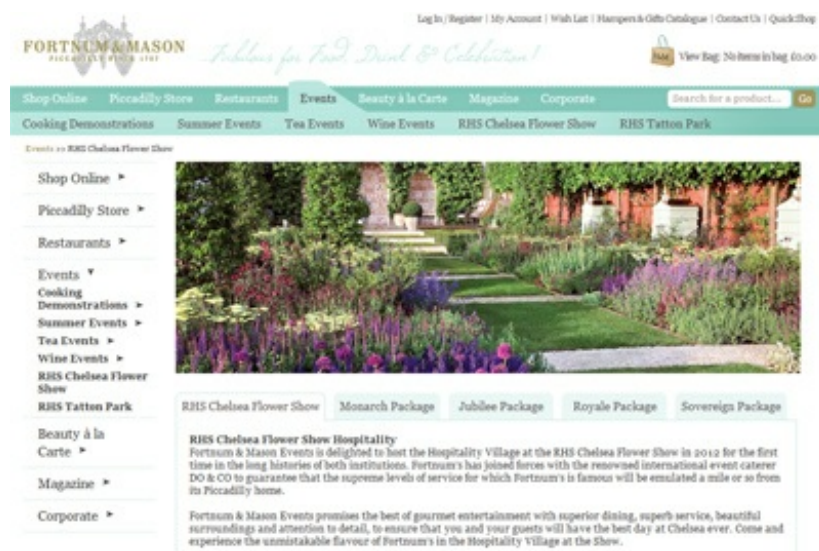 Log In / Register | My Account | Wish List | Hampers & Gifts Catalogue | Contact Us | Quick Shop
FORTNUM & MASON
PICCADILLY SINCE 1707
Fabulous for Food, Drink & Celebration!
View Bag: No items in bag £0.00
Shop Online Piccadilly Store Restaurants Events Beauty à la Carte Magazine Corporate Search for a product... Go
Cooking Demonstrations Summer Events Tea Events Wine Events RHS Chelsea Flower Show RHS Tatton Park
Events >> RHS Chelsea Flower Show
Shop Online
Piccadilly Store
Restaurants
Events
Cooking
Demonstrations
Summer Events
Tea Events
Wine Events
RHS Chelsea Flower
Show
RHS Tatton Park
Beauty à la
Carte
Magazine
Corporate
RHS Chelsea Flower Show Monarch Package Jubilee Package Royale Package Sovereign Package
RHS Chelsea Flower Show Hospitality
Fortnum & Mason Events is delighted to host the Hospitality Village at the RHS Chelsea Flower Show in 2012 for the first
time in the long histories of both institutions. Fortnum's has joined forces with the renowned international event caterer
DO & CO to guarantee that the supreme levels of service for which Fortnum's is famous will be emulated a mile or so from
its Piccadilly home.
Fortnum & Mason Events promises the best of gourmet entertainment with superior dining, superb service, beautiful
surroundings and attention to detail, to ensure that you and your guests will have the best day at Chelsea ever. Come and
experience the unmistakable flavour of Fortnum's in the Hospitality Village at the Show.